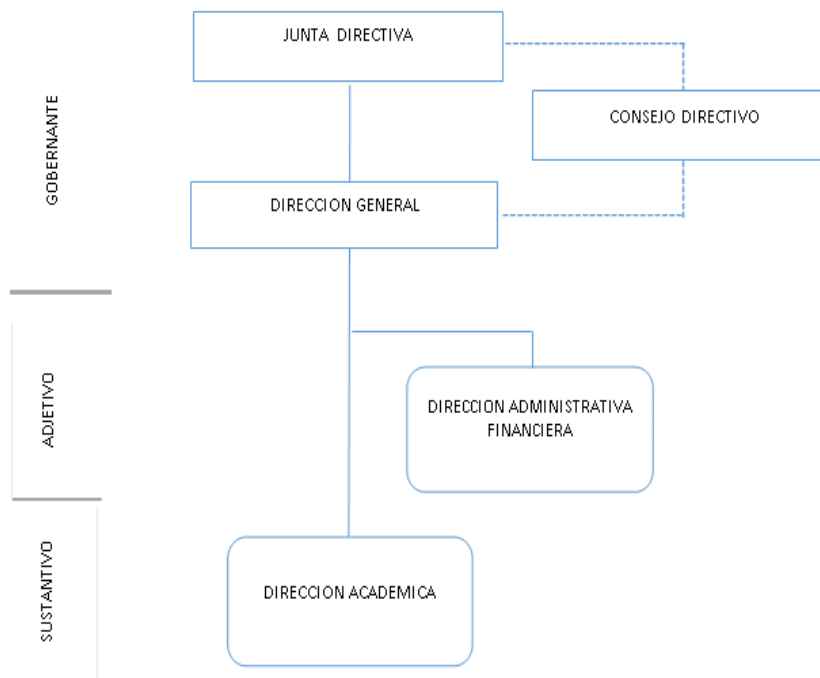 GOBERNANTE
JUNTA DIRECTIVA
CONSEJO DIRECTIVO
DIRECCION GENERAL
ADJETIVO
DIRECCION ADMINISTRATIVA
FINANCIERA
SUSTANTIVO
DIRECCION ACADEMICA